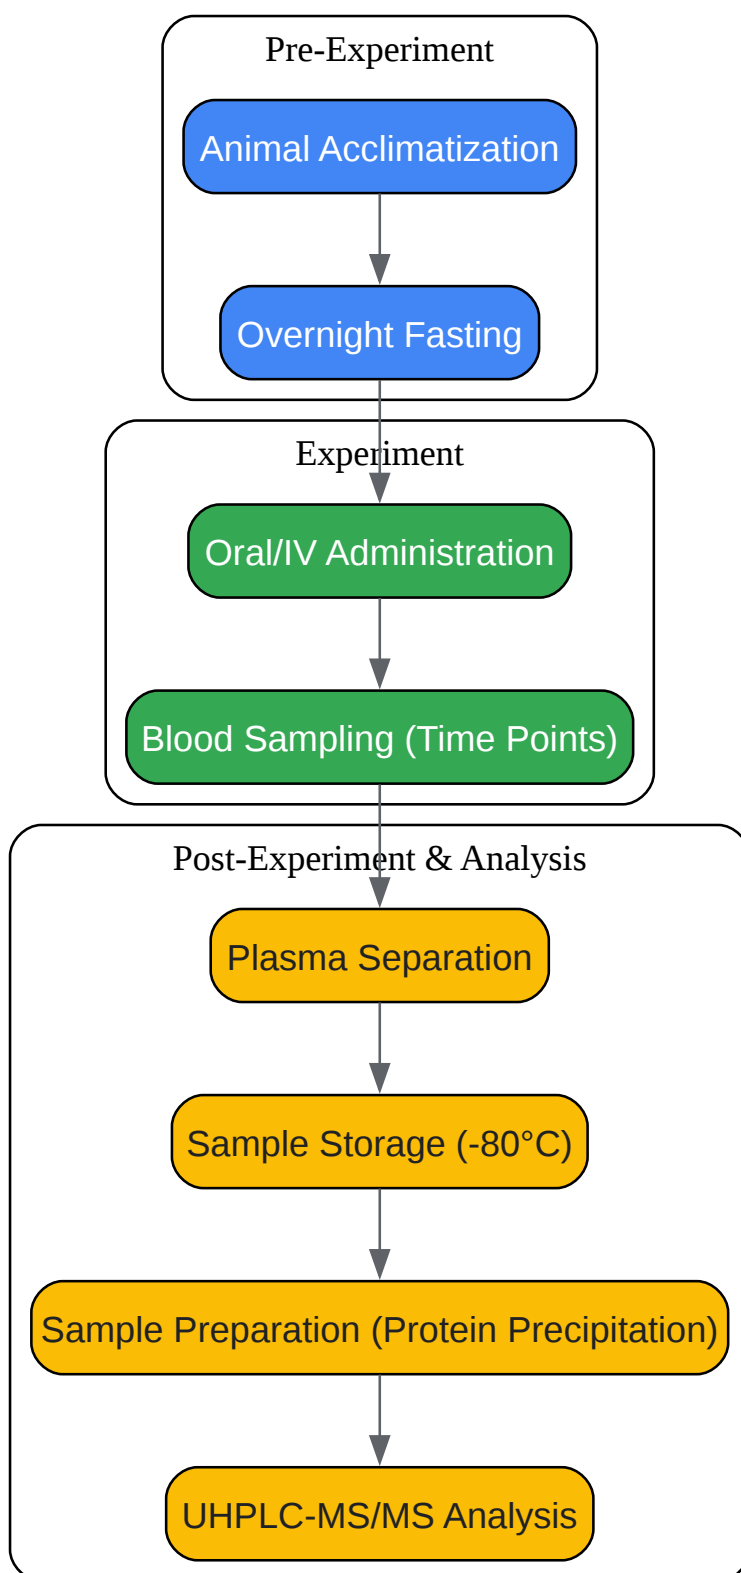 Pre-Experiment
Animal Acclimatization
Overnight Fasting
Experiment
Oral/IV Administration
Blood Sampling (Time Points)
Post-Experiment & Analysis
Plasma Separation
Sample Storage (-80°C)
Sample Preparation (Protein Precipitation)
UHPLC-MS/MS Analysis